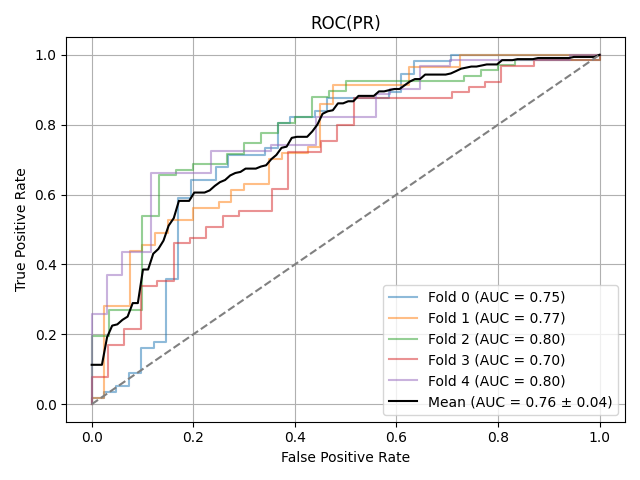 ROC(PR)
True Positive Rate
1.0
0.8
0.6
0.4
0.2
0.0
Fold 0 (AUC = 0.75)
Fold 1 (AUC = 0.77)
Fold 2 (AUC = 0.80)
Fold 3 (AUC = 0.70)
Fold 4 (AUC = 0.80)
Mean (AUC = 0.76 ± 0.04)
0.0 0.2 0.4 0.6 0.8 1.0
False Positive Rate